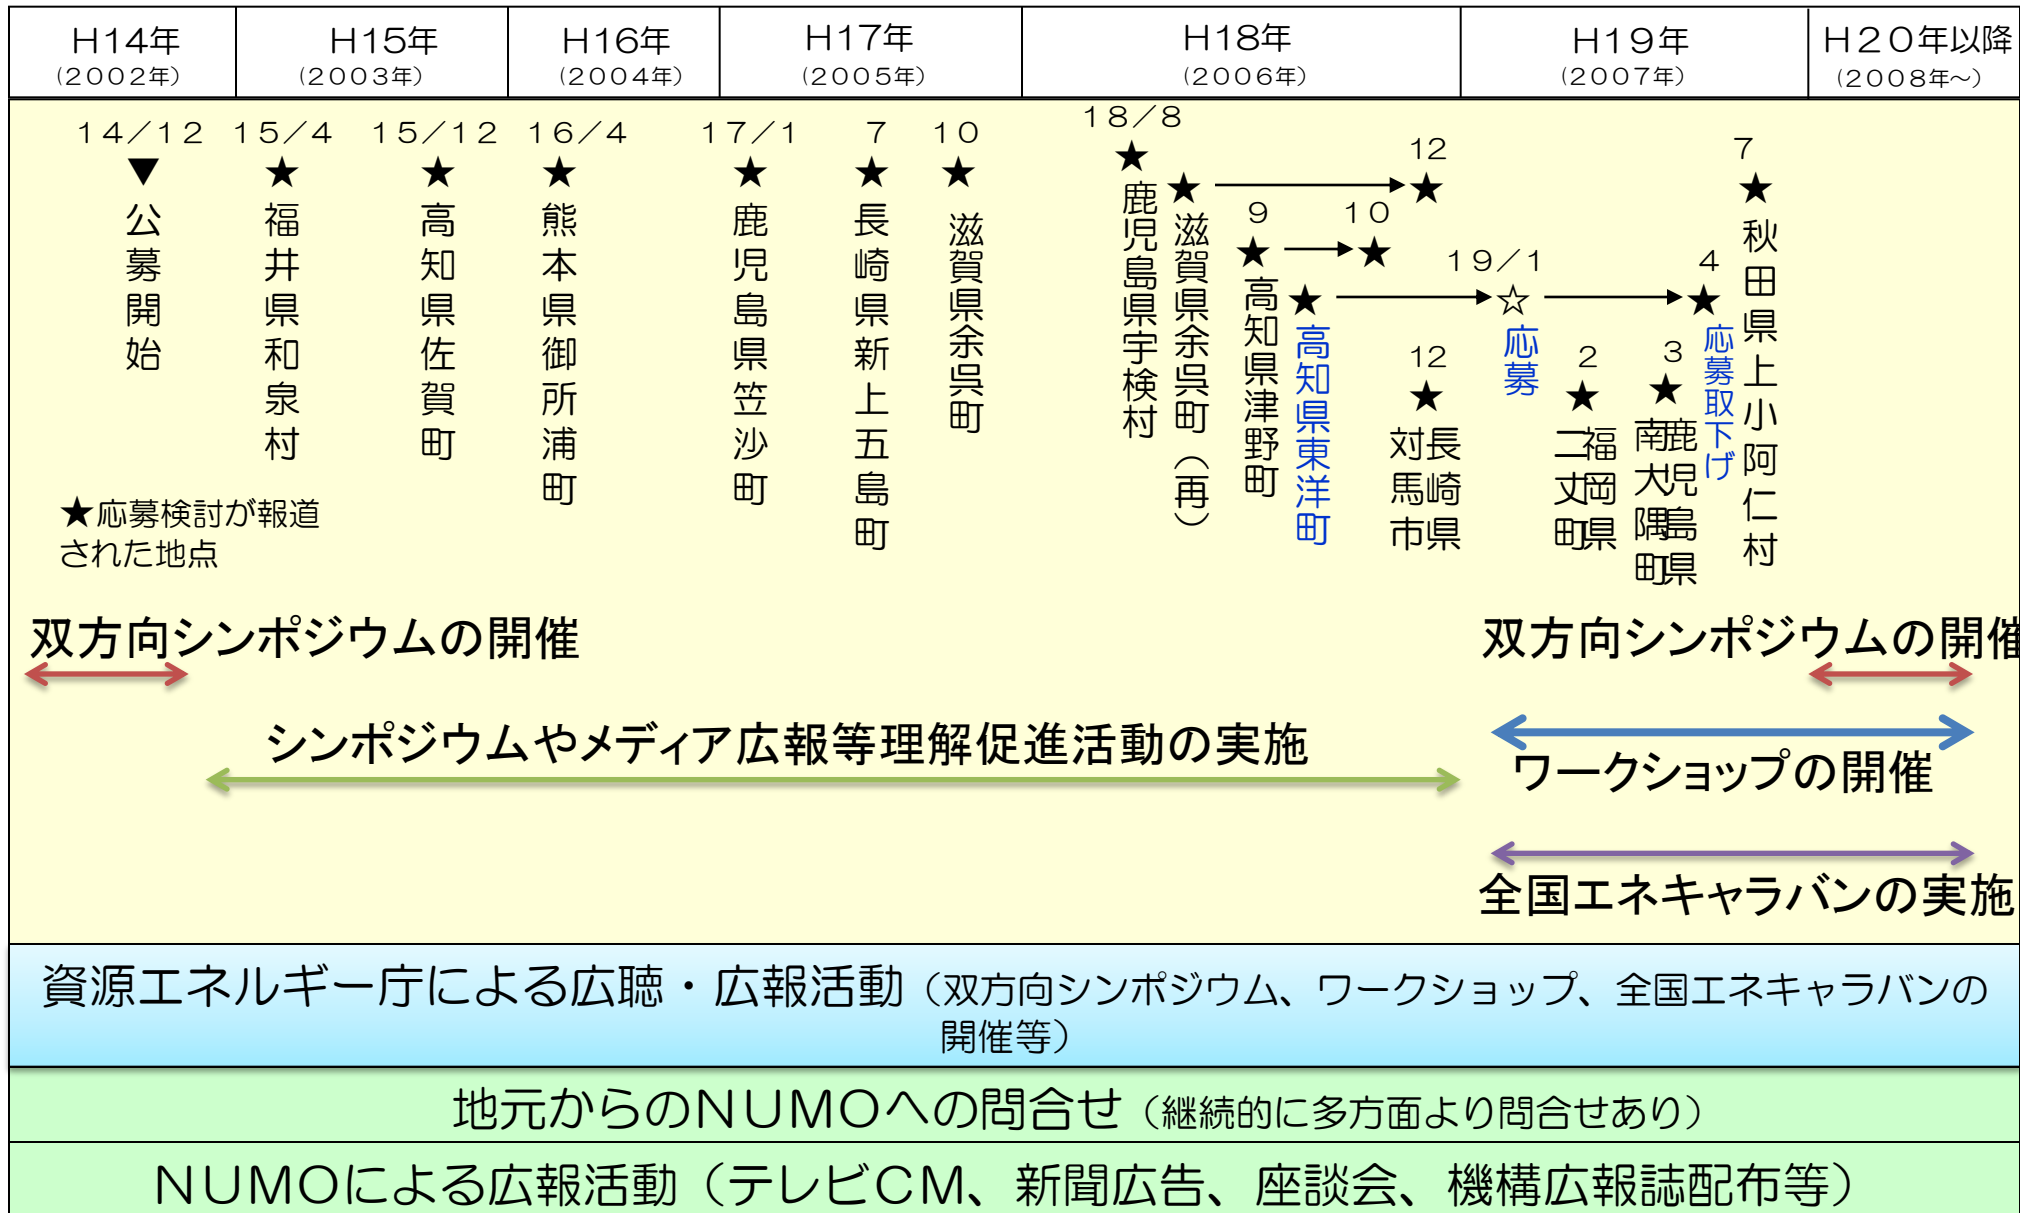 H14年
(2002年)
H15年
(2003年)
H16年
(2004年)
H17年
(2005年)
H18年
(2006年)
H19年
(2007年)
H20年以降
(2008年～)
14／12
▼
公募開始
15／4
★
福井県和泉村
15／12
★
高知県佐賀町
16／4
★
熊本県御所浦町
17／1
★
鹿児島県笠沙町
7
★
長崎県新上五島町
10
★
滋賀県余呉町
18／8
★
鹿児島県宇検村
★
滋賀県余呉町（再）
12
★
9
★
高知県津野町
10
★
★
高知県東洋町
19／1
☆
応募
4
★
応募取下げ
12
★
長崎県
対馬市
2
★
福岡県
二丈町
3
★
鹿児島県
南大隅町
7
★
秋田県上小阿仁村
★応募検討が報道
された地点
双方向シンポジウムの開催
双方向シンポジウムの開催
シンポジウムやメディア広報等理解促進活動の実施
ワークショップの開催
全国エネキャラバンの実施
資源エネルギー庁による広聴・広報活動（双方向シンポジウム、ワークショップ、全国エネキャラバンの
開催等）
地元からのNUMOへの問合せ（継続的に多方面より問合せあり）
NUMOによる広報活動（テレビCM、新聞広告、座談会、機構広報誌配布等）